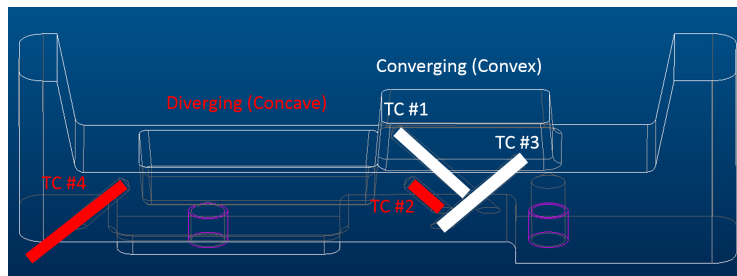 Converging (Convex)
Diverging (Concave)
TC #1
TC #3
TC #4
TC #2